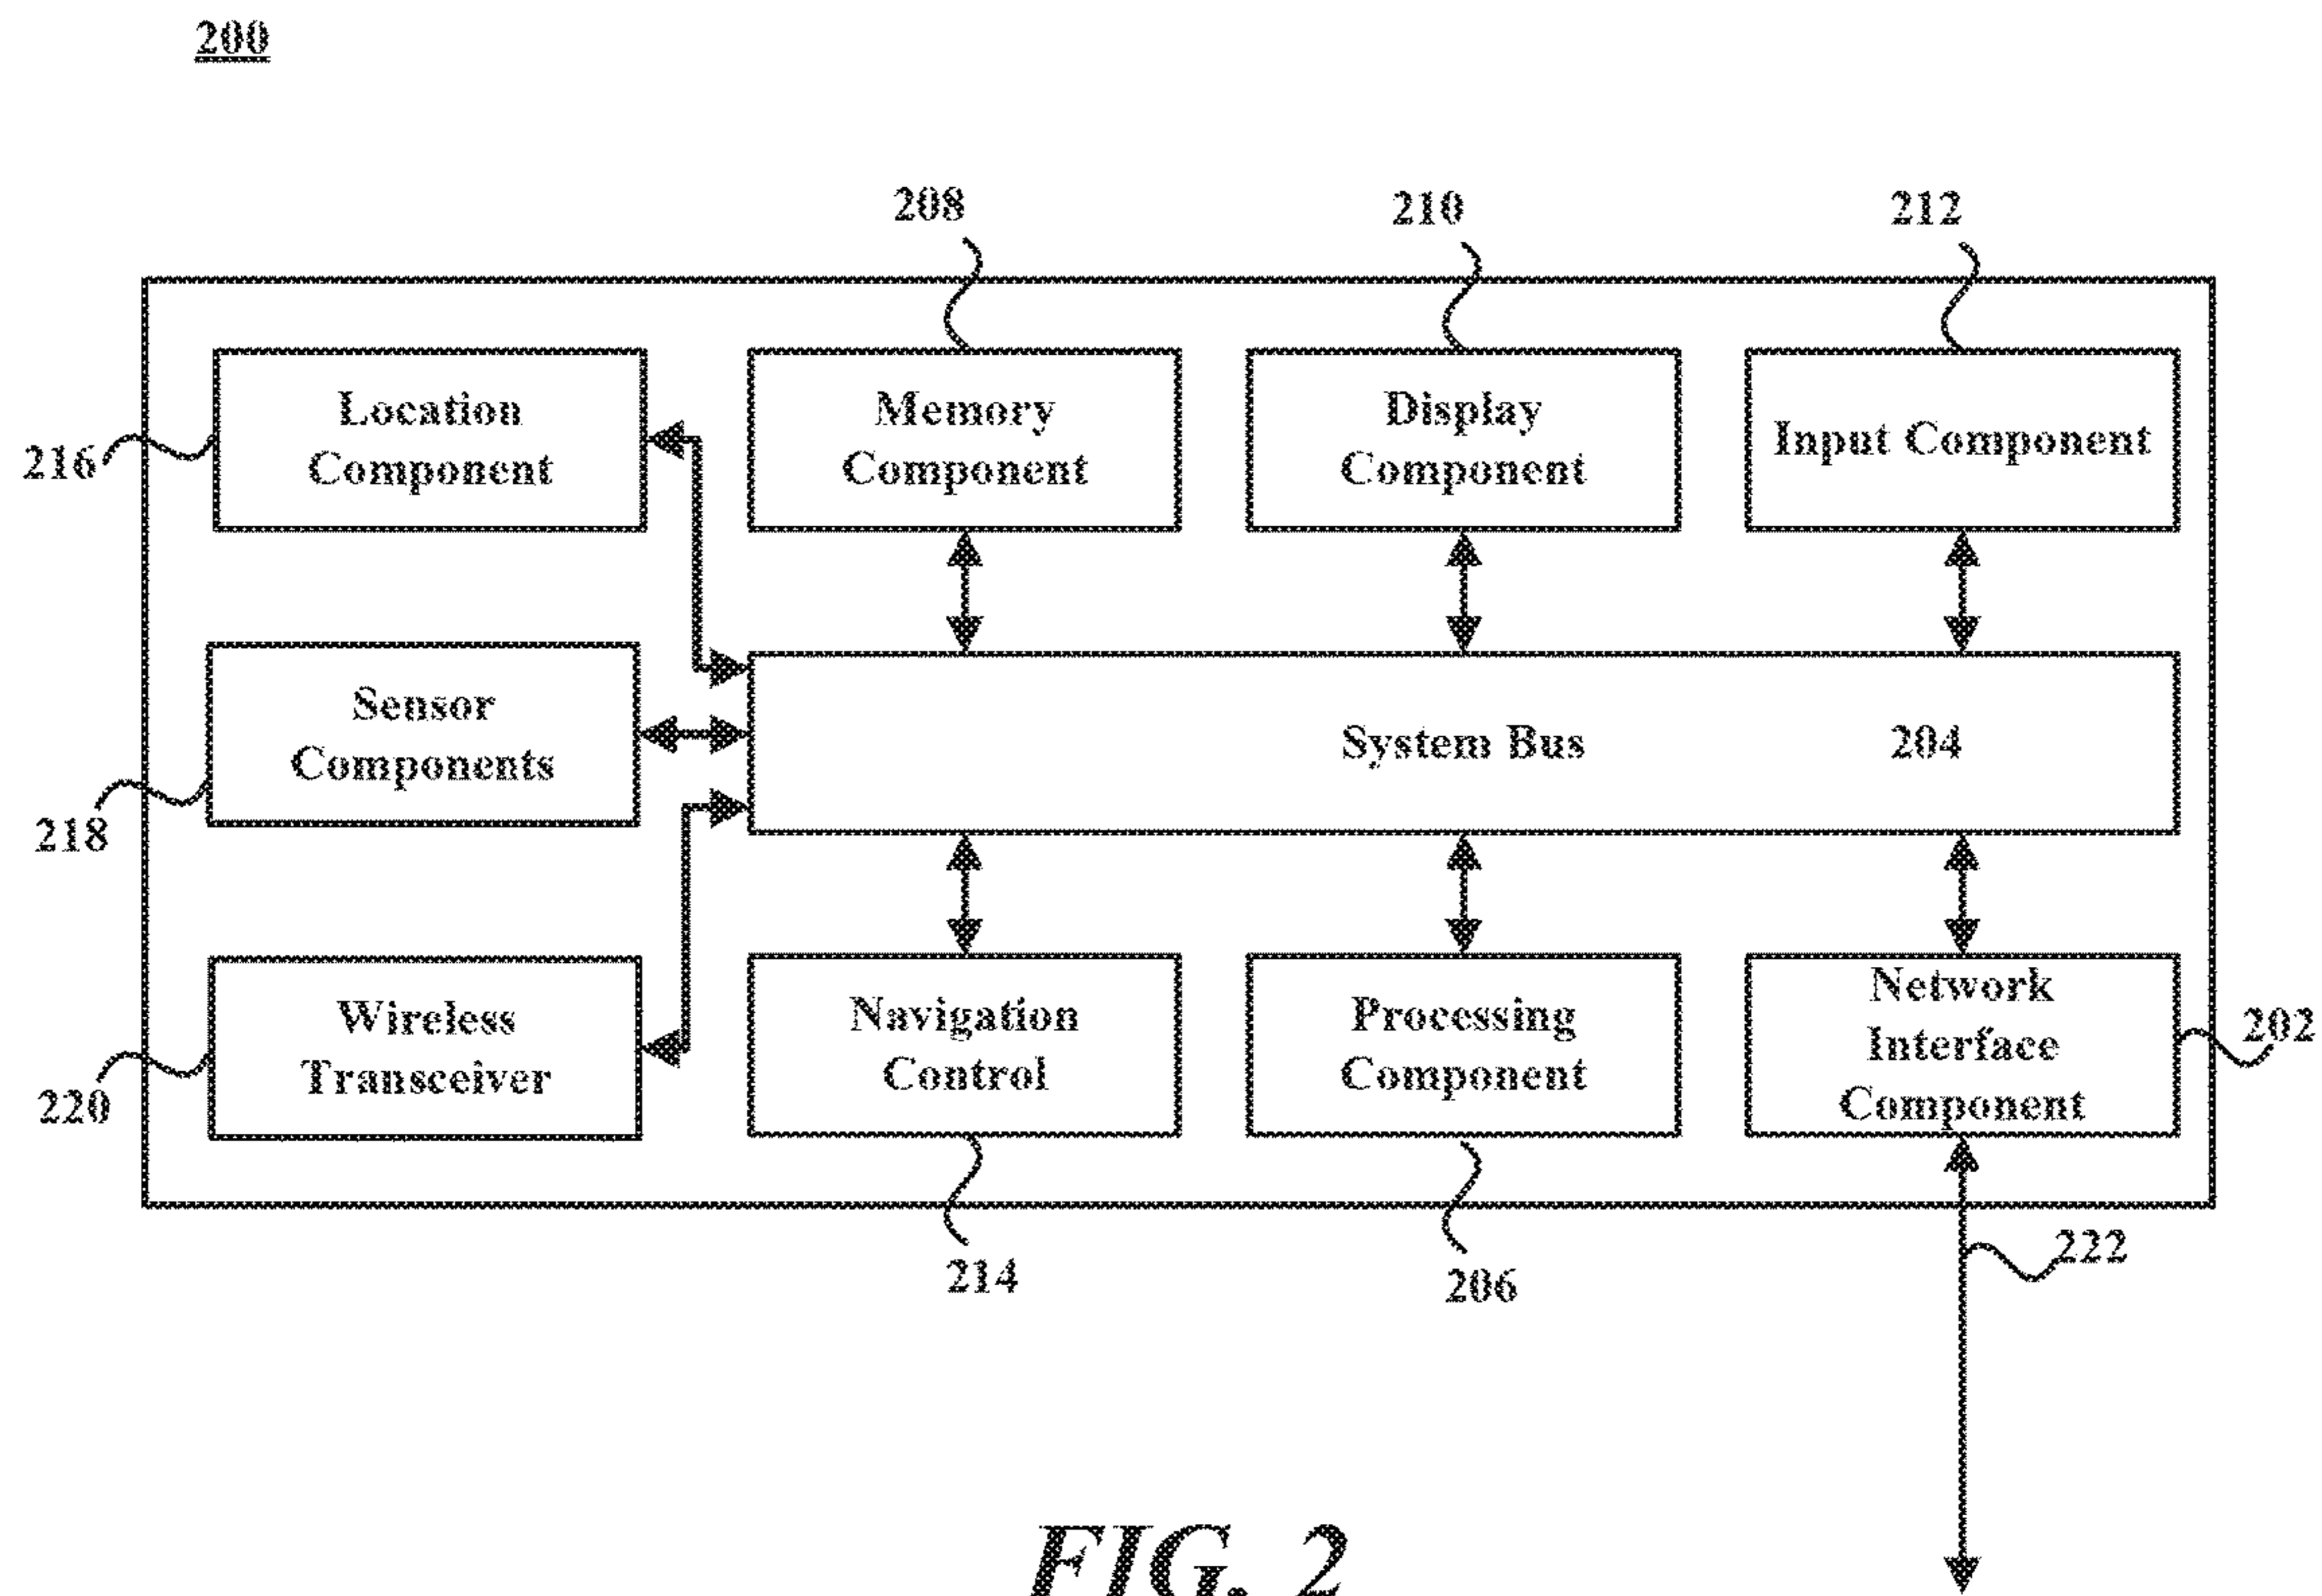 200
208
210
212
Location
Component
Memory
Component
Display
Component
Input Component
216
Sensor
Components
218
System Bus
204
Wireless
Transceiver
220
Navigation
Control
Processing
Component
Network
Interface
Component
202
214
206
222
FIG. 2